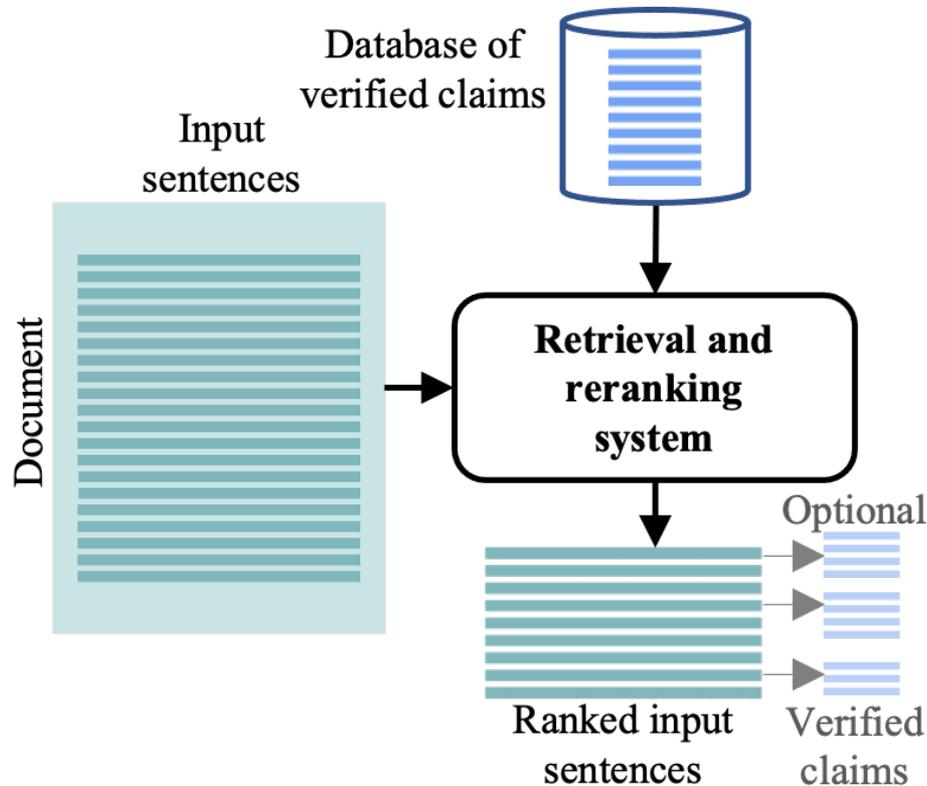 Database of
verified claims
Input
sentences
Document
Retrieval and
reranking
system
Optional
Ranked input
sentences
Verified
claims